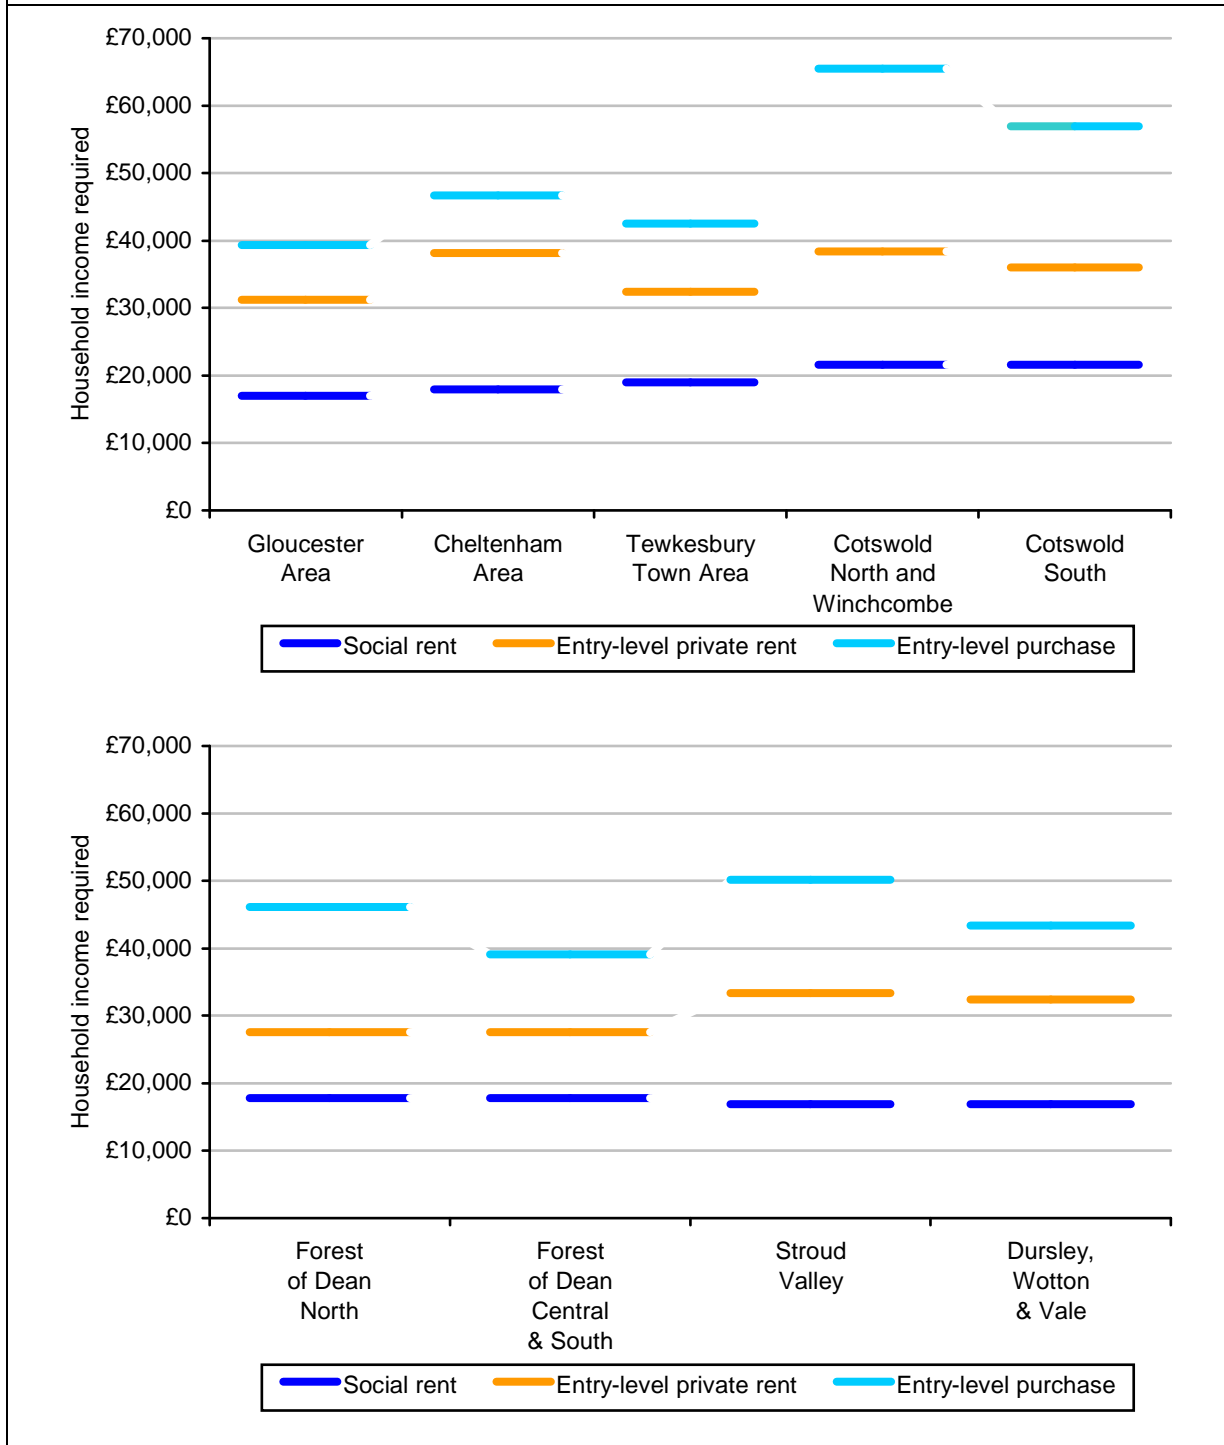 £70,000
£60,000
£50,000
£40,000
£30,000
£20,000
£10,000
£0
Household income required
Gloucester Area
Cheltenham Area
Tewkesbury Town Area
Cotswold North and Winchcombe
Cotswold South
Social rent Entry-level private rent Entry-level purchase
£70,000
£60,000
£50,000
£40,000
£30,000
£20,000
£10,000
£0
Household income required
Forest of Dean North
Forest of Dean Central & South
Stroud Valley
Dursley, Wotton & Vale
Social rent Entry-level private rent Entry-level purchase